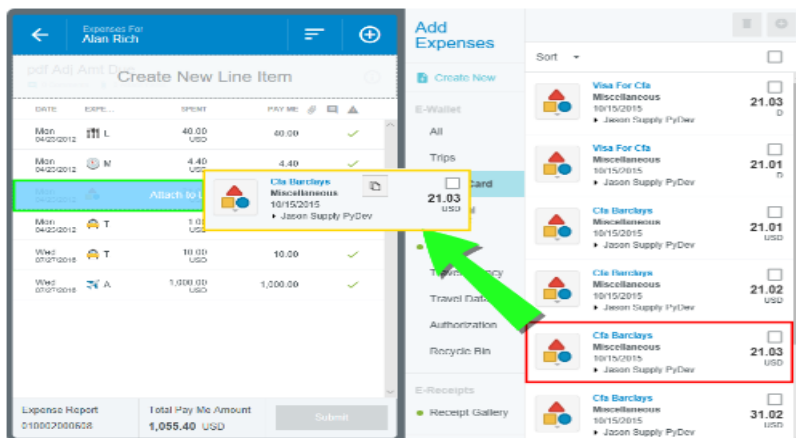 Expenses For
Alan Rich
Create New Line Item
DATE EXPE... SPENT PAY ME
Mon
04/23/2012
L
40.00
USD
40.00
Mon
04/23/2012
M
4.40
USD
4.40
Attach to
Mon
04/23/2012
T
USD
Wed
07/27/2016
T
10.00
USD
10.00
Wed
07/27/2016
A
1,000.00
USD
1,000.00
Expense Report
010002000608
Total Pay Me Amount
1,055.40 USD
Submit
Cfa Barclays
Miscellaneous
10/15/2015
Jason Supply PyDev
21.03
USD
Add
Expenses
Create New
E-Wallet
All
Trips
Travel Data
Authorization
Recycle Bin
E-Receipts
Receipt Gallery
Sort
Visa For Cfa
Miscellaneous
10/15/2015
Jason Supply PyDev
21.03
D
Visa For Cfa
Miscellaneous
10/15/2015
Jason Supply PyDev
21.01
D
Cfa Barclays
Miscellaneous
10/15/2015
Jason Supply PyDev
21.01
USD
Cfa Barclays
Miscellaneous
10/15/2015
Jason Supply PyDev
21.02
USD
Cfa Barclays
Miscellaneous
10/15/2015
Jason Supply PyDev
21.03
USD
Cfa Barclays
Miscellaneous
10/15/2015
Jason Supply PyDev
31.02
USD